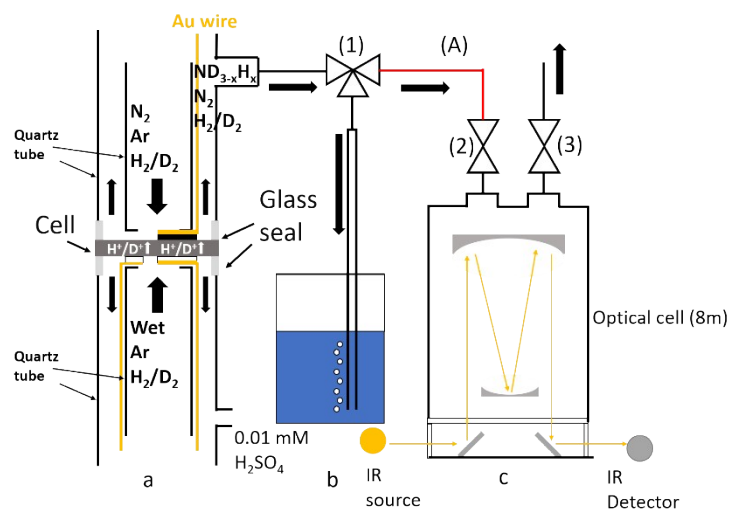 Au wire
(1)
(A)
ND₃₋ₓHₓ
N₂
H₂/D₂
N₂
Ar
H₂/D₂
Quartz
tube
(2)
(3)
Cell
Glass
seal
H⁺/D⁺
H⁺/D⁺
Optical cell (8m)
Wet
Ar
H₂/D₂
Quartz
tube
0.01 mM
H₂SO₄
a
b
c
IR
source
IR
Detector